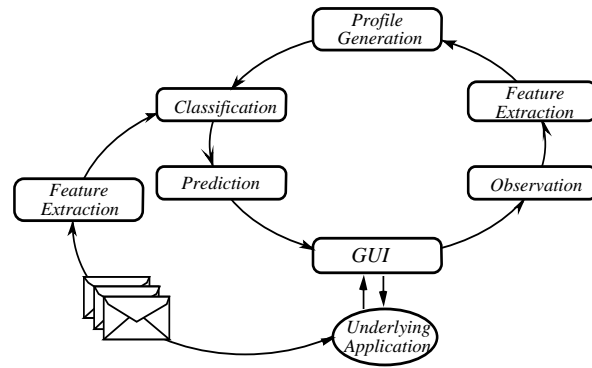 Profile
Generation
Classification
Feature
Extraction
Prediction
Observation
Feature
Extraction
GUI
Underlying
Application